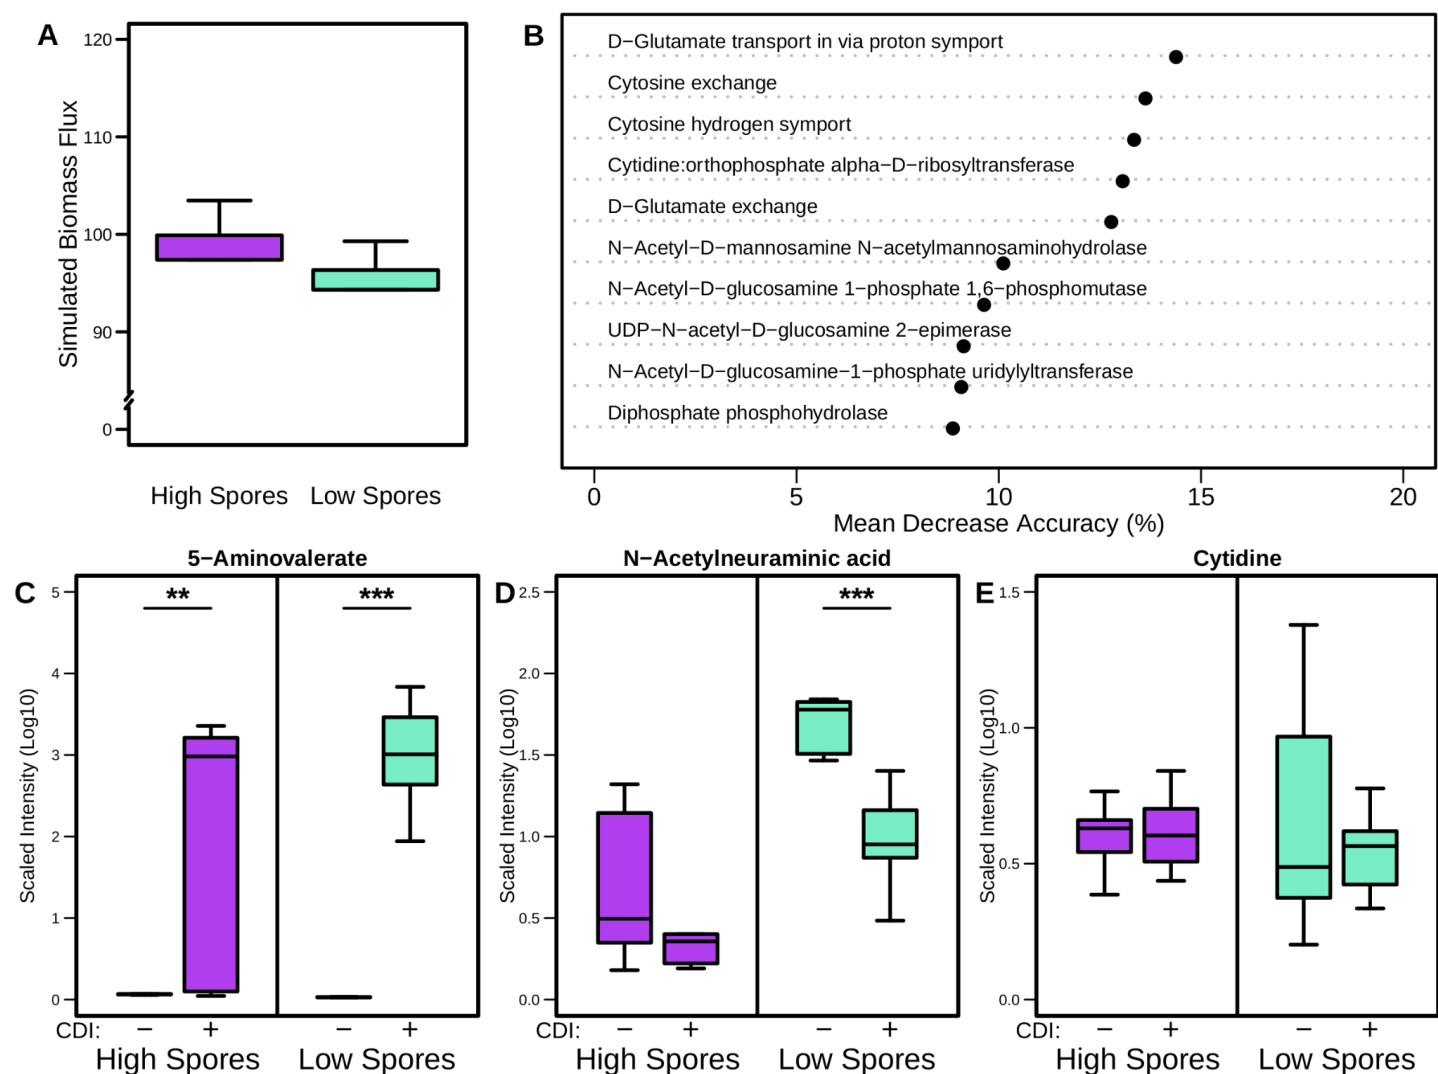 A
120
110
100
90
0
Simulated Biomass Flux
High Spores
Low Spores
B
D−Glutamate transport in via proton symport
Cytosine exchange
Cytosine hydrogen symport
Cytidine:orthophosphate alpha−D−ribosyltransferase
D−Glutamate exchange
N−Acetyl−D−mannosamine N−acetylmannosaminohydrolase
N−Acetyl−D−glucosamine 1−phosphate 1,6−phosphomutase
UDP−N−acetyl−D−glucosamine 2−epimerase
N−Acetyl−D−glucosamine−1−phosphate uridylyltransferase
Diphosphate phosphohydrolase
0 5 10 15 20
Mean Decrease Accuracy (%)
C
5−Aminovalerate
5
4
3
2
1
0
Scaled Intensity (Log10)
** ***
CDI: − + − +
High Spores Low Spores
D
N−Acetylneuraminic acid
2.5
2.0
1.5
1.0
0.5
0.0
Scaled Intensity (Log10)
***
CDI: − + − +
High Spores Low Spores
E
Cytidine
1.5
1.0
0.5
0.0
Scaled Intensity (Log10)
CDI: − + − +
High Spores Low Spores